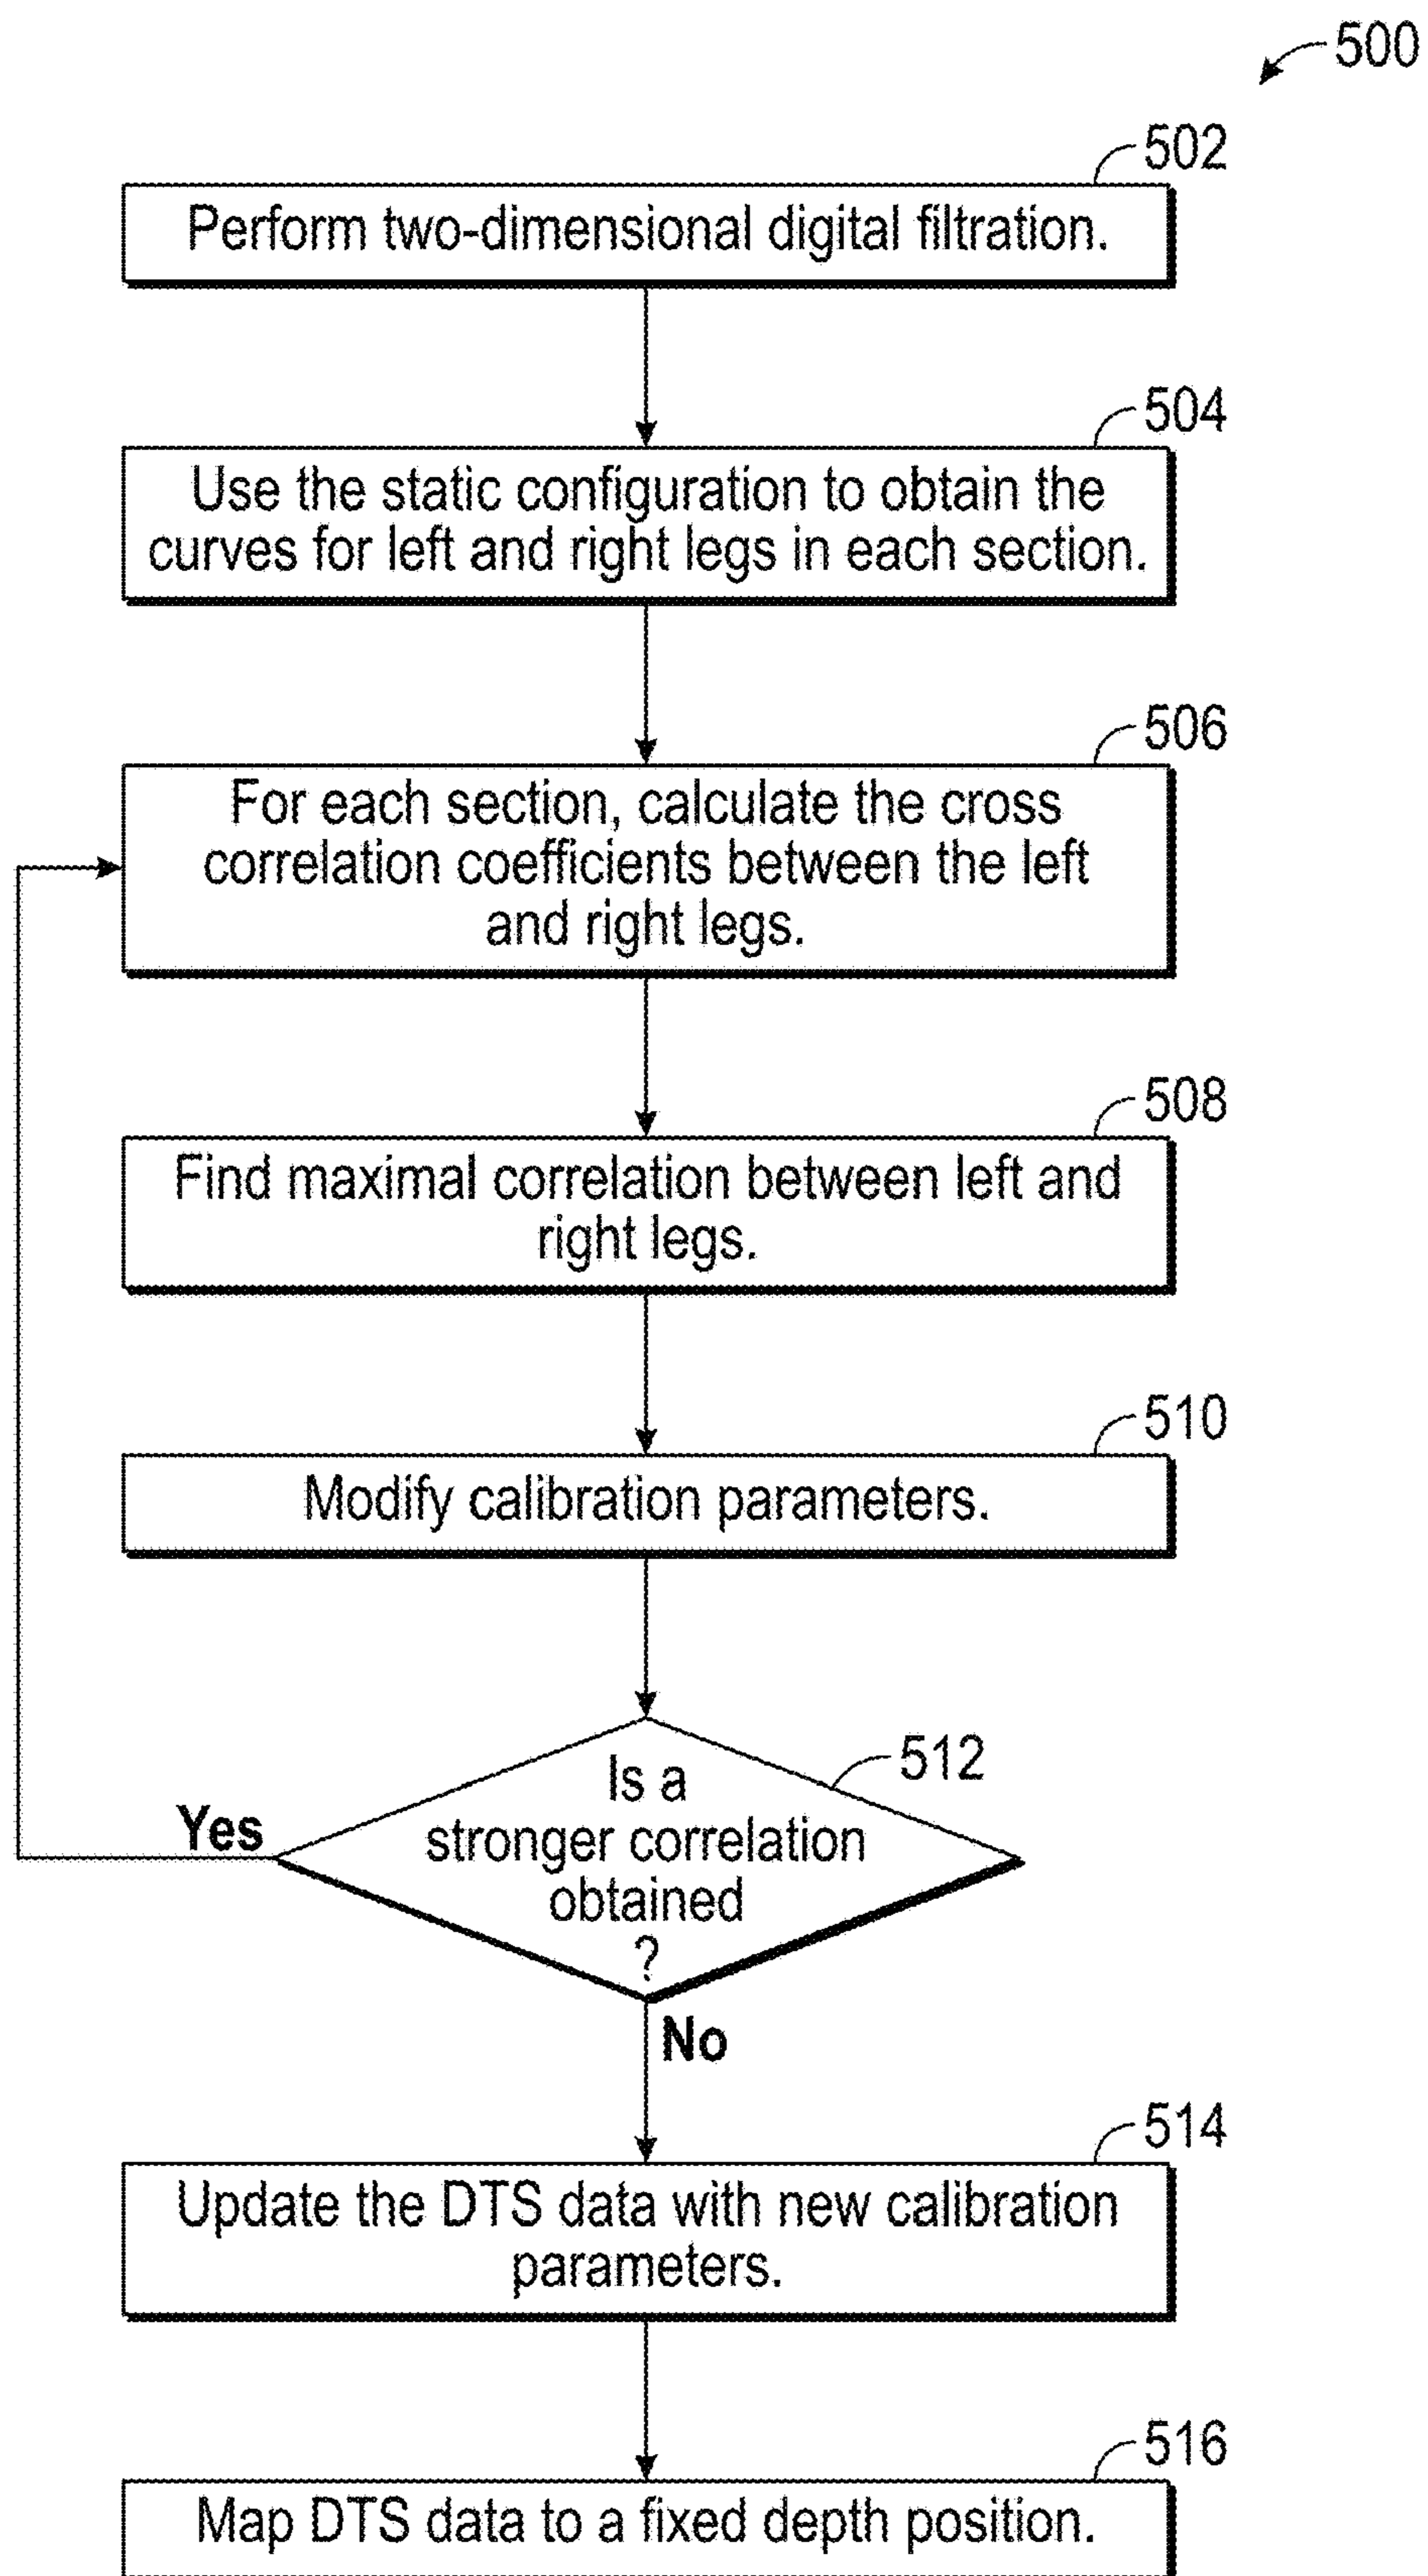 500
502
Perform two-dimensional digital filtration.
504
Use the static configuration to obtain the
curves for left and right legs in each section.
506
For each section, calculate the cross
correlation coefficients between the left
and right legs.
508
Find maximal correlation between left and
right legs.
510
Modify calibration parameters.
512
Is a
stronger correlation
obtained
?
Yes
No
514
Update the DTS data with new calibration
parameters.
516
Map DTS data to a fixed depth position.